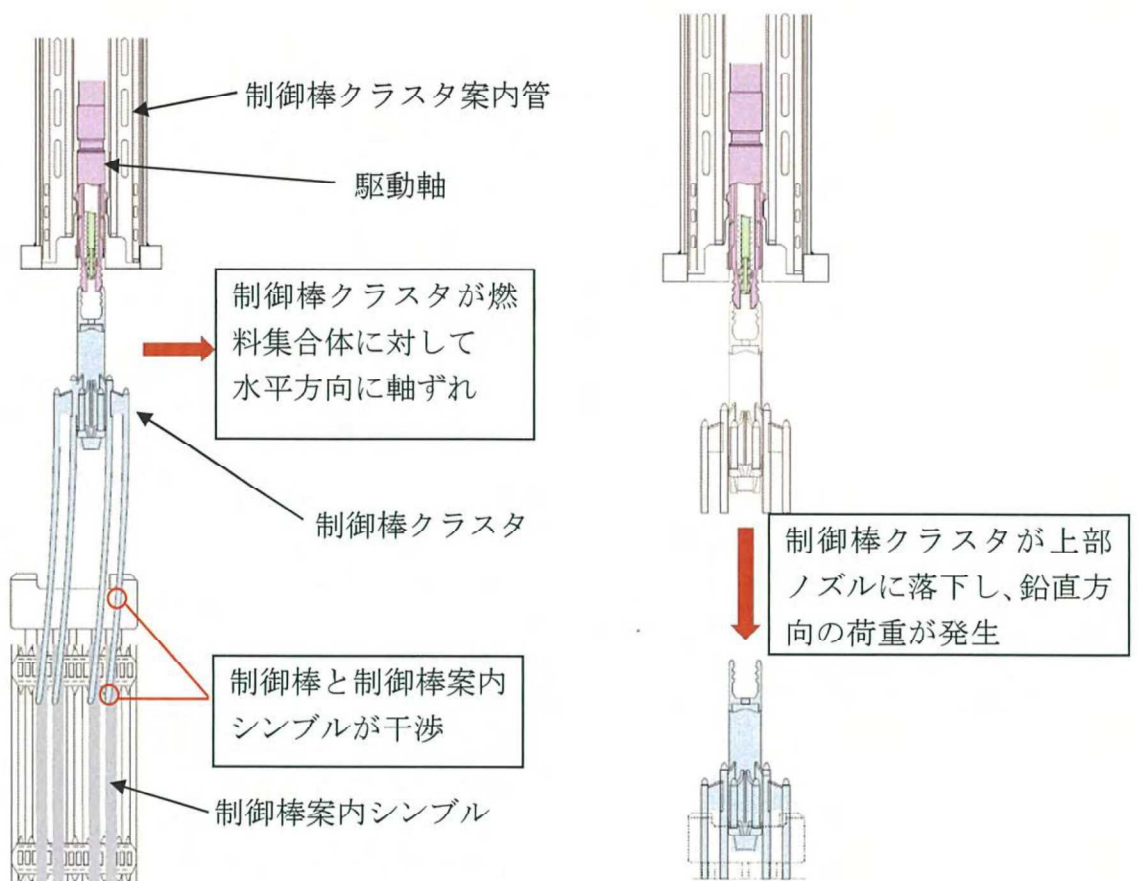 制御棒クラスタ案内管
駆動軸
制御棒クラスタが燃
料集合体に対して
水平方向に軸ずれ
制御棒クラスタ
制御棒と制御棒案内
シンブルが干渉
制御棒案内シンブル
制御棒クラスタが上部
ノズルに落下し、鉛直方
向の荷重が発生